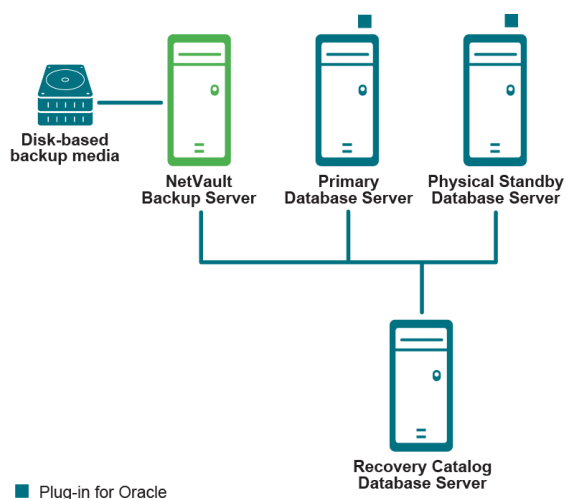 Disk-based
backup media
NetVault
Backup Server
Primary
Database Server
Physical Standby
Database Server
Recovery Catalog
Database Server
Plug-in for Oracle